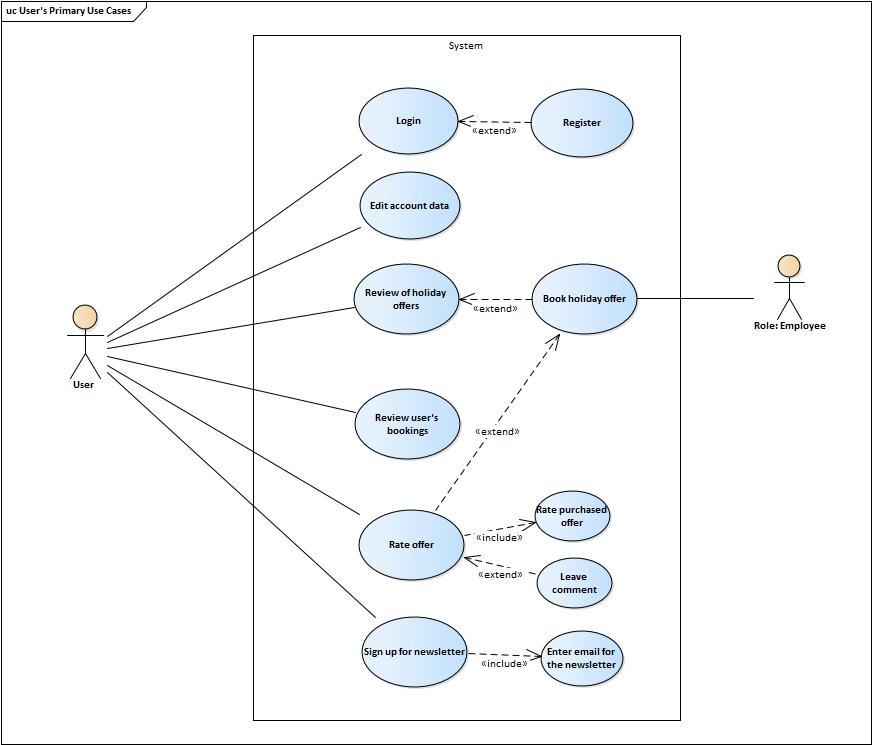 uc User's Primary Use Cases
System
Login
«extend»
Register
Edit account data
Review of holiday
offers
«extend»
Book holiday offer
Role: Employee
User
Review user's
bookings
«extend»
Rate offer
«include»
Rate purchased
offer
«extend»
Leave
comment
Sign up for newsletter
«include»
Enter email for
the newsletter